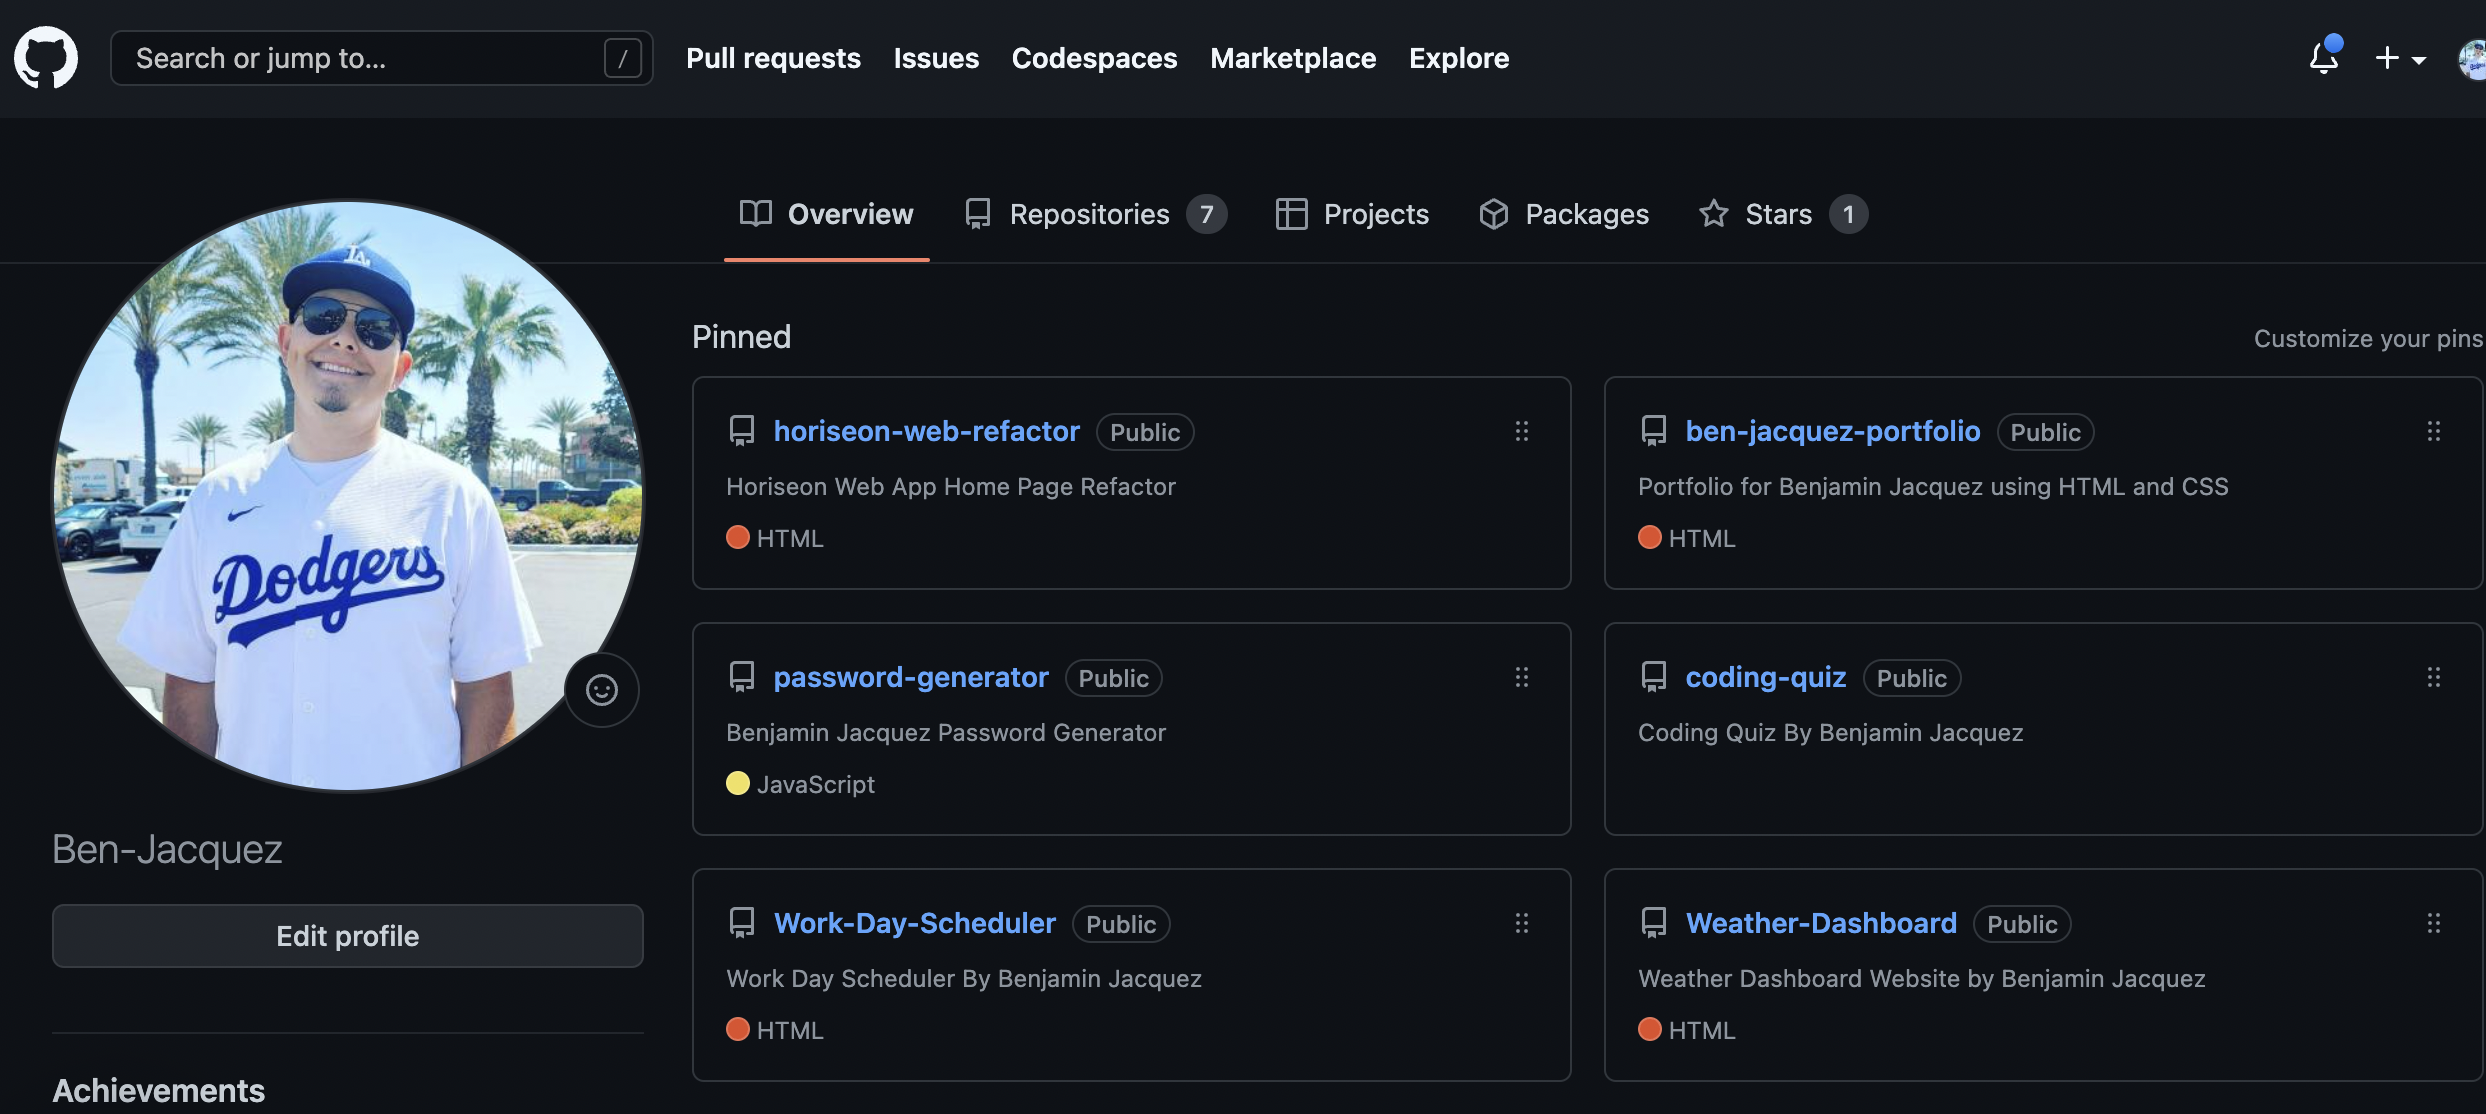 Search or jump to...
/
Pull requests
Issues
Codespaces
Marketplace
Explore
Overview
Repositories 7
Projects
Packages
Stars 1
LA
Dodgers
Ben-Jacquez
Edit profile
Achievements
Pinned
Customize your pins
horiseon-web-refactor Public
Horiseon Web App Home Page Refactor
HTML
ben-jacquez-portfolio Public
Portfolio for Benjamin Jacquez using HTML and CSS
HTML
password-generator Public
Benjamin Jacquez Password Generator
JavaScript
coding-quiz Public
Coding Quiz By Benjamin Jacquez
Work-Day-Scheduler Public
Work Day Scheduler By Benjamin Jacquez
HTML
Weather-Dashboard Public
Weather Dashboard Website by Benjamin Jacquez
HTML